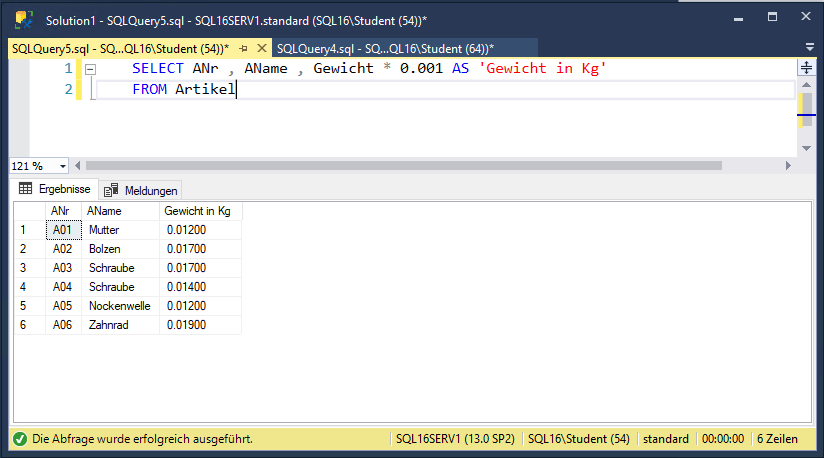 Solution1 - SQLQuery5.sql - SQL16SERV1.standard (SQL16\Student (54))*
SQLQuery5.sql - SQ...QL16\Student (54))* SQLQuery4.sql - SQ...QL16\Student (64))*
1 SELECT ANr , AName , Gewicht * 0.001 AS 'Gewicht in Kg'
2 FROM Artikel
121 %
Ergebnisse Meldungen
ANr AName Gewicht in Kg
1 A01 Mutter 0.01200
2 A02 Bolzen 0.01700
3 A03 Schraube 0.01700
4 A04 Schraube 0.01400
5 A05 Nockenwelle 0.01200
6 A06 Zahnrad 0.01900
Die Abfrage wurde erfolgreich ausgeführt. SQL16SERV1 (13.0 SP2) SQL16\Student (54) standard 00:00:00 6 Zeilen